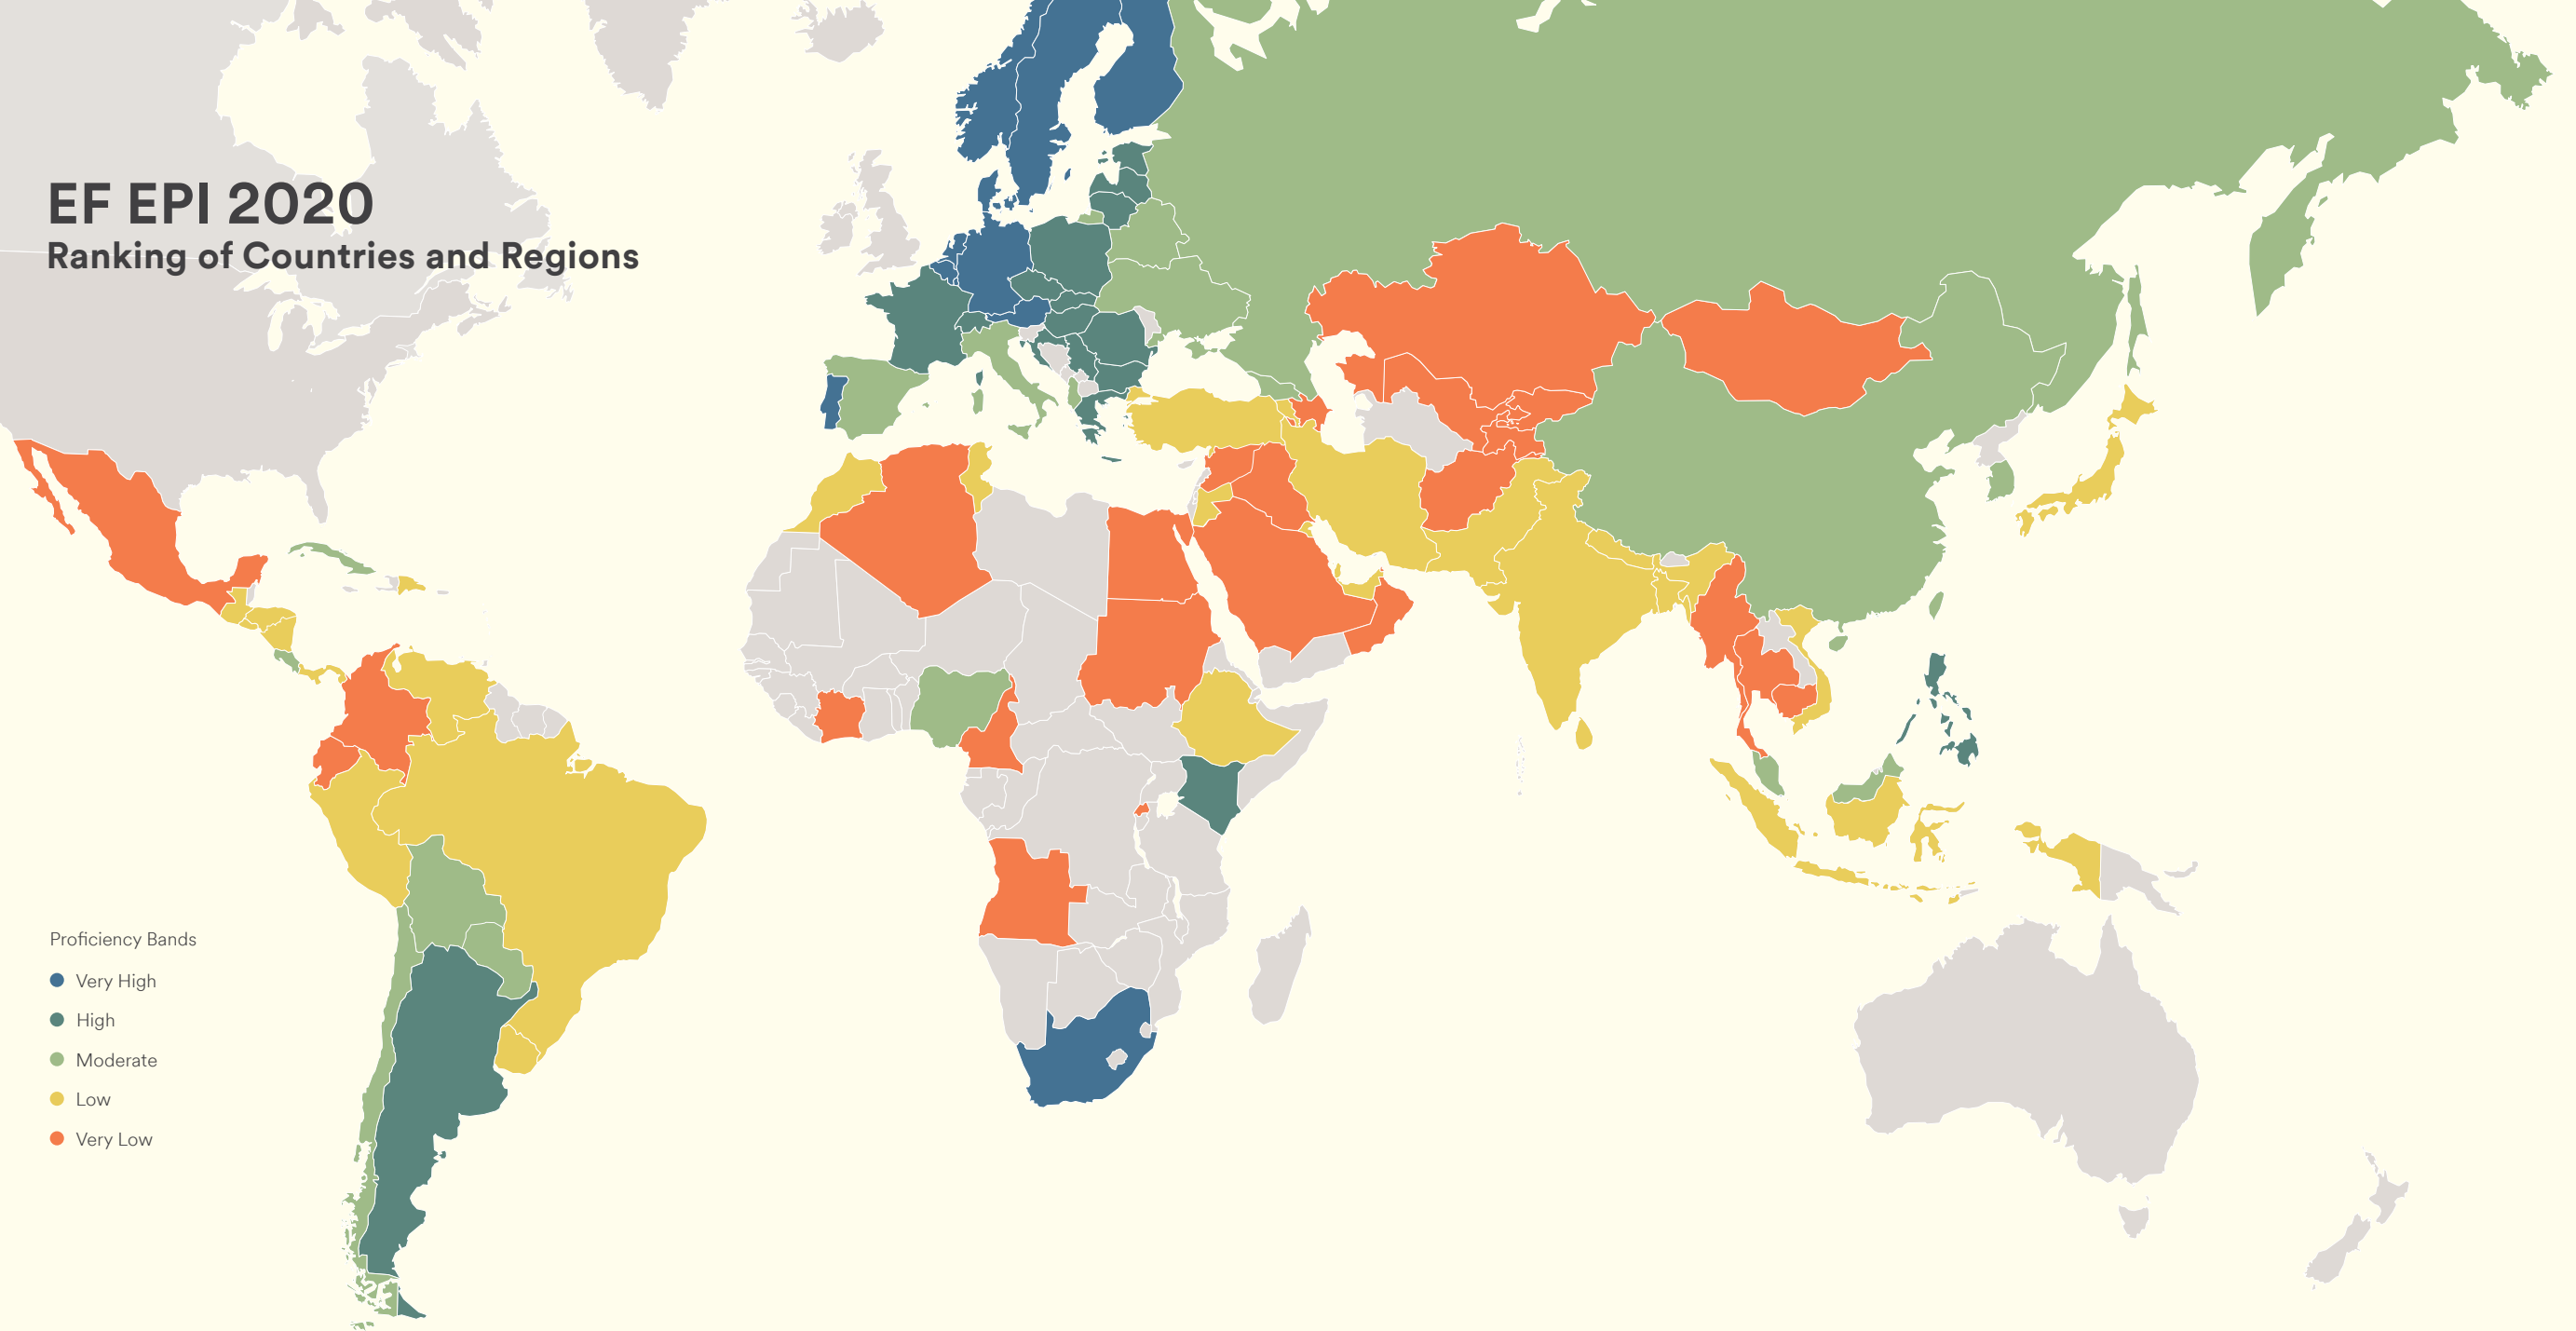 EF EPI 2020
Ranking of Countries and Regions
Proficiency Bands
Very High
High
Moderate
Low
Very Low